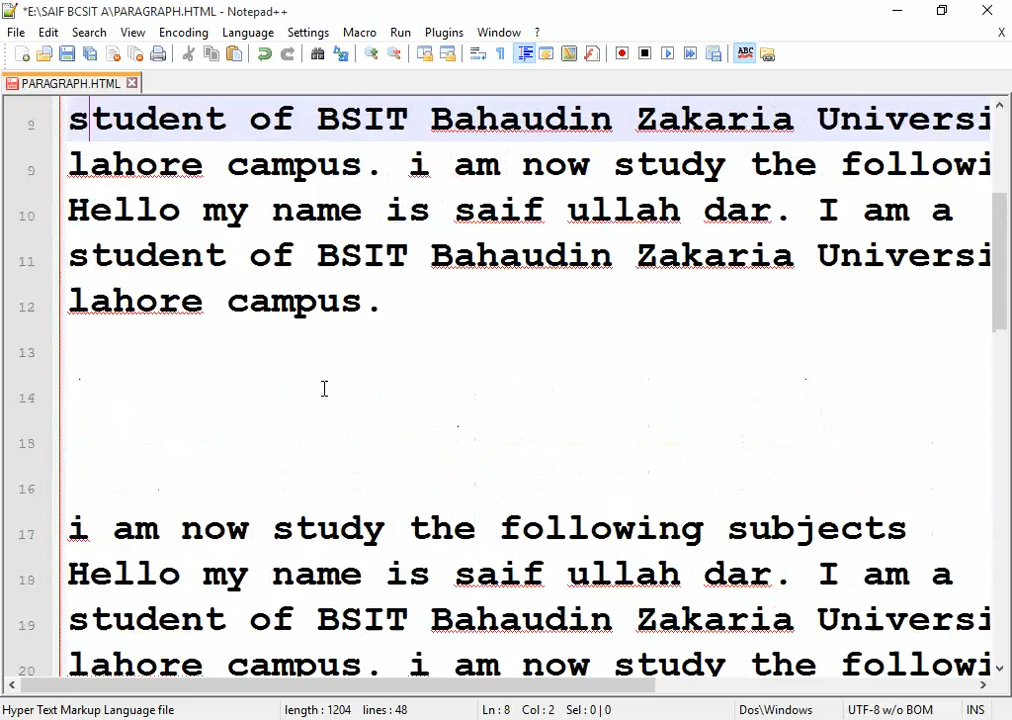 *E:\SAIF BCSIT A\PARAGRAPH.HTML - Notepad++
File Edit Search View Encoding Language Settings Macro Run Plugins Window ? X
ABC
PARAGRAPH.HTML
8 student of BSIT Bahaudin Zakaria Universi
9 lahore campus. i am now study the followi
10 Hello my name is saif ullah dar. I am a
11 student of BSIT Bahaudin Zakaria Universi
12 lahore campus.
13
14
15
16
17 i am now study the following subjects
18 Hello my name is saif ullah dar. I am a
19 student of BSIT Bahaudin Zakaria Universi
20 lahore campus. i am now study the followi
Hyper Text Markup Language file length : 1204 lines : 48 Ln : 8 Col : 2 Sel : 0 | 0 Dos\Windows UTF-8 w/o BOM INS